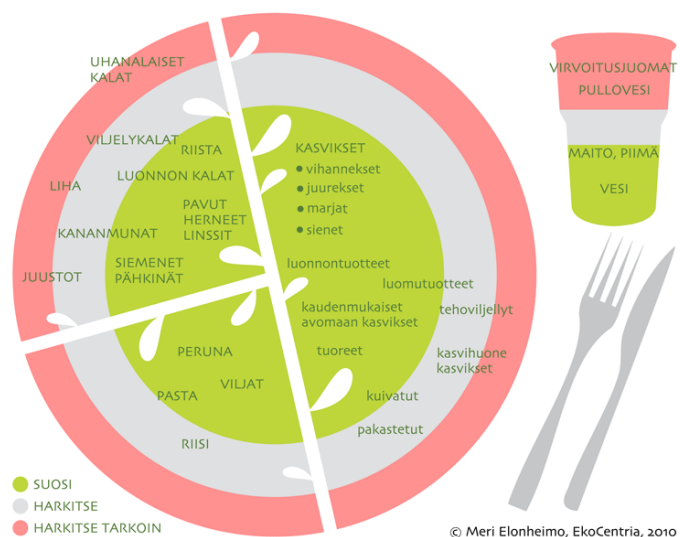 UHANALAISET
KALAT
VILJELYKALAT
RIISTA
LUONNON KALAT
LIHA
PAVUT
HERNEET
LINSSIT
KANANMUNAT
SIEMENET
PÄHKINÄT
JUUSTOT
KASVIKSET
• vihannekset
• juurekset
• marjat
• sienet
luonnontuotteet
luomutuotteet
kaudenmukaiset
avomaan kasvikset
tehoviljellyt
tuoreet
kasvihuone
kasvikset
kuivatut
pakastetut
PERUNA
VILJAT
PASTA
RIISI
VIRVOITUSJUOMAT
PULLOVESI
MAITO, PIIMÄ
VESI
SUOSI
HARKITSE
HARKITSE TARKOIN
© Meri Elonheimo, EkoCentria, 2010